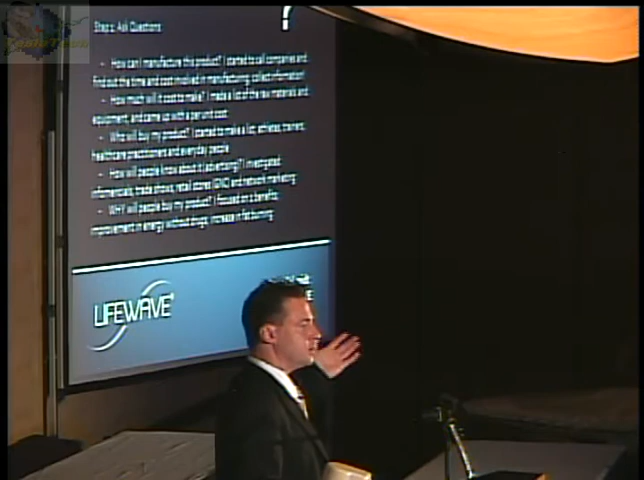 Step 2: Ask Questions ?
- How can I manufacture this product? I started to call companies and
find out the time and cost involved in manufacturing; collect information!
- How much will it cost to make? I made a list of the raw materials and
equipment, and came up with a per unit cost
- Who will buy my product? I started to make a list; athletes, trainers,
healthcare practitioners and everyday people
- How will people know about it (advertising)? I investigated
infomercials, trade shows, retail stores (GNC) and network marketing
- WHY will people buy my product? I focused on a benefits;
improvement in energy without drugs, increase in fat burning
LIFEWAVE